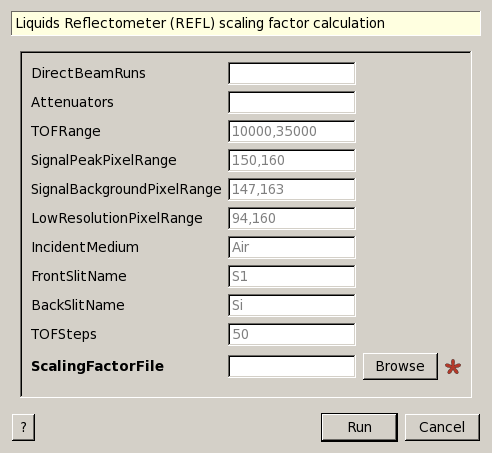 Liquids Reflectometer (REFL) scaling factor calculation
DirectBeamRuns
Attenuators
TOFRange 10000,35000
SignalPeakPixelRange 150,160
SignalBackgroundPixelRange 147,163
LowResolutionPixelRange 94,160
IncidentMedium Air
FrontSlitName S1
BackSlitName Si
TOFSteps 50
ScalingFactorFile Browse *
? Run Cancel